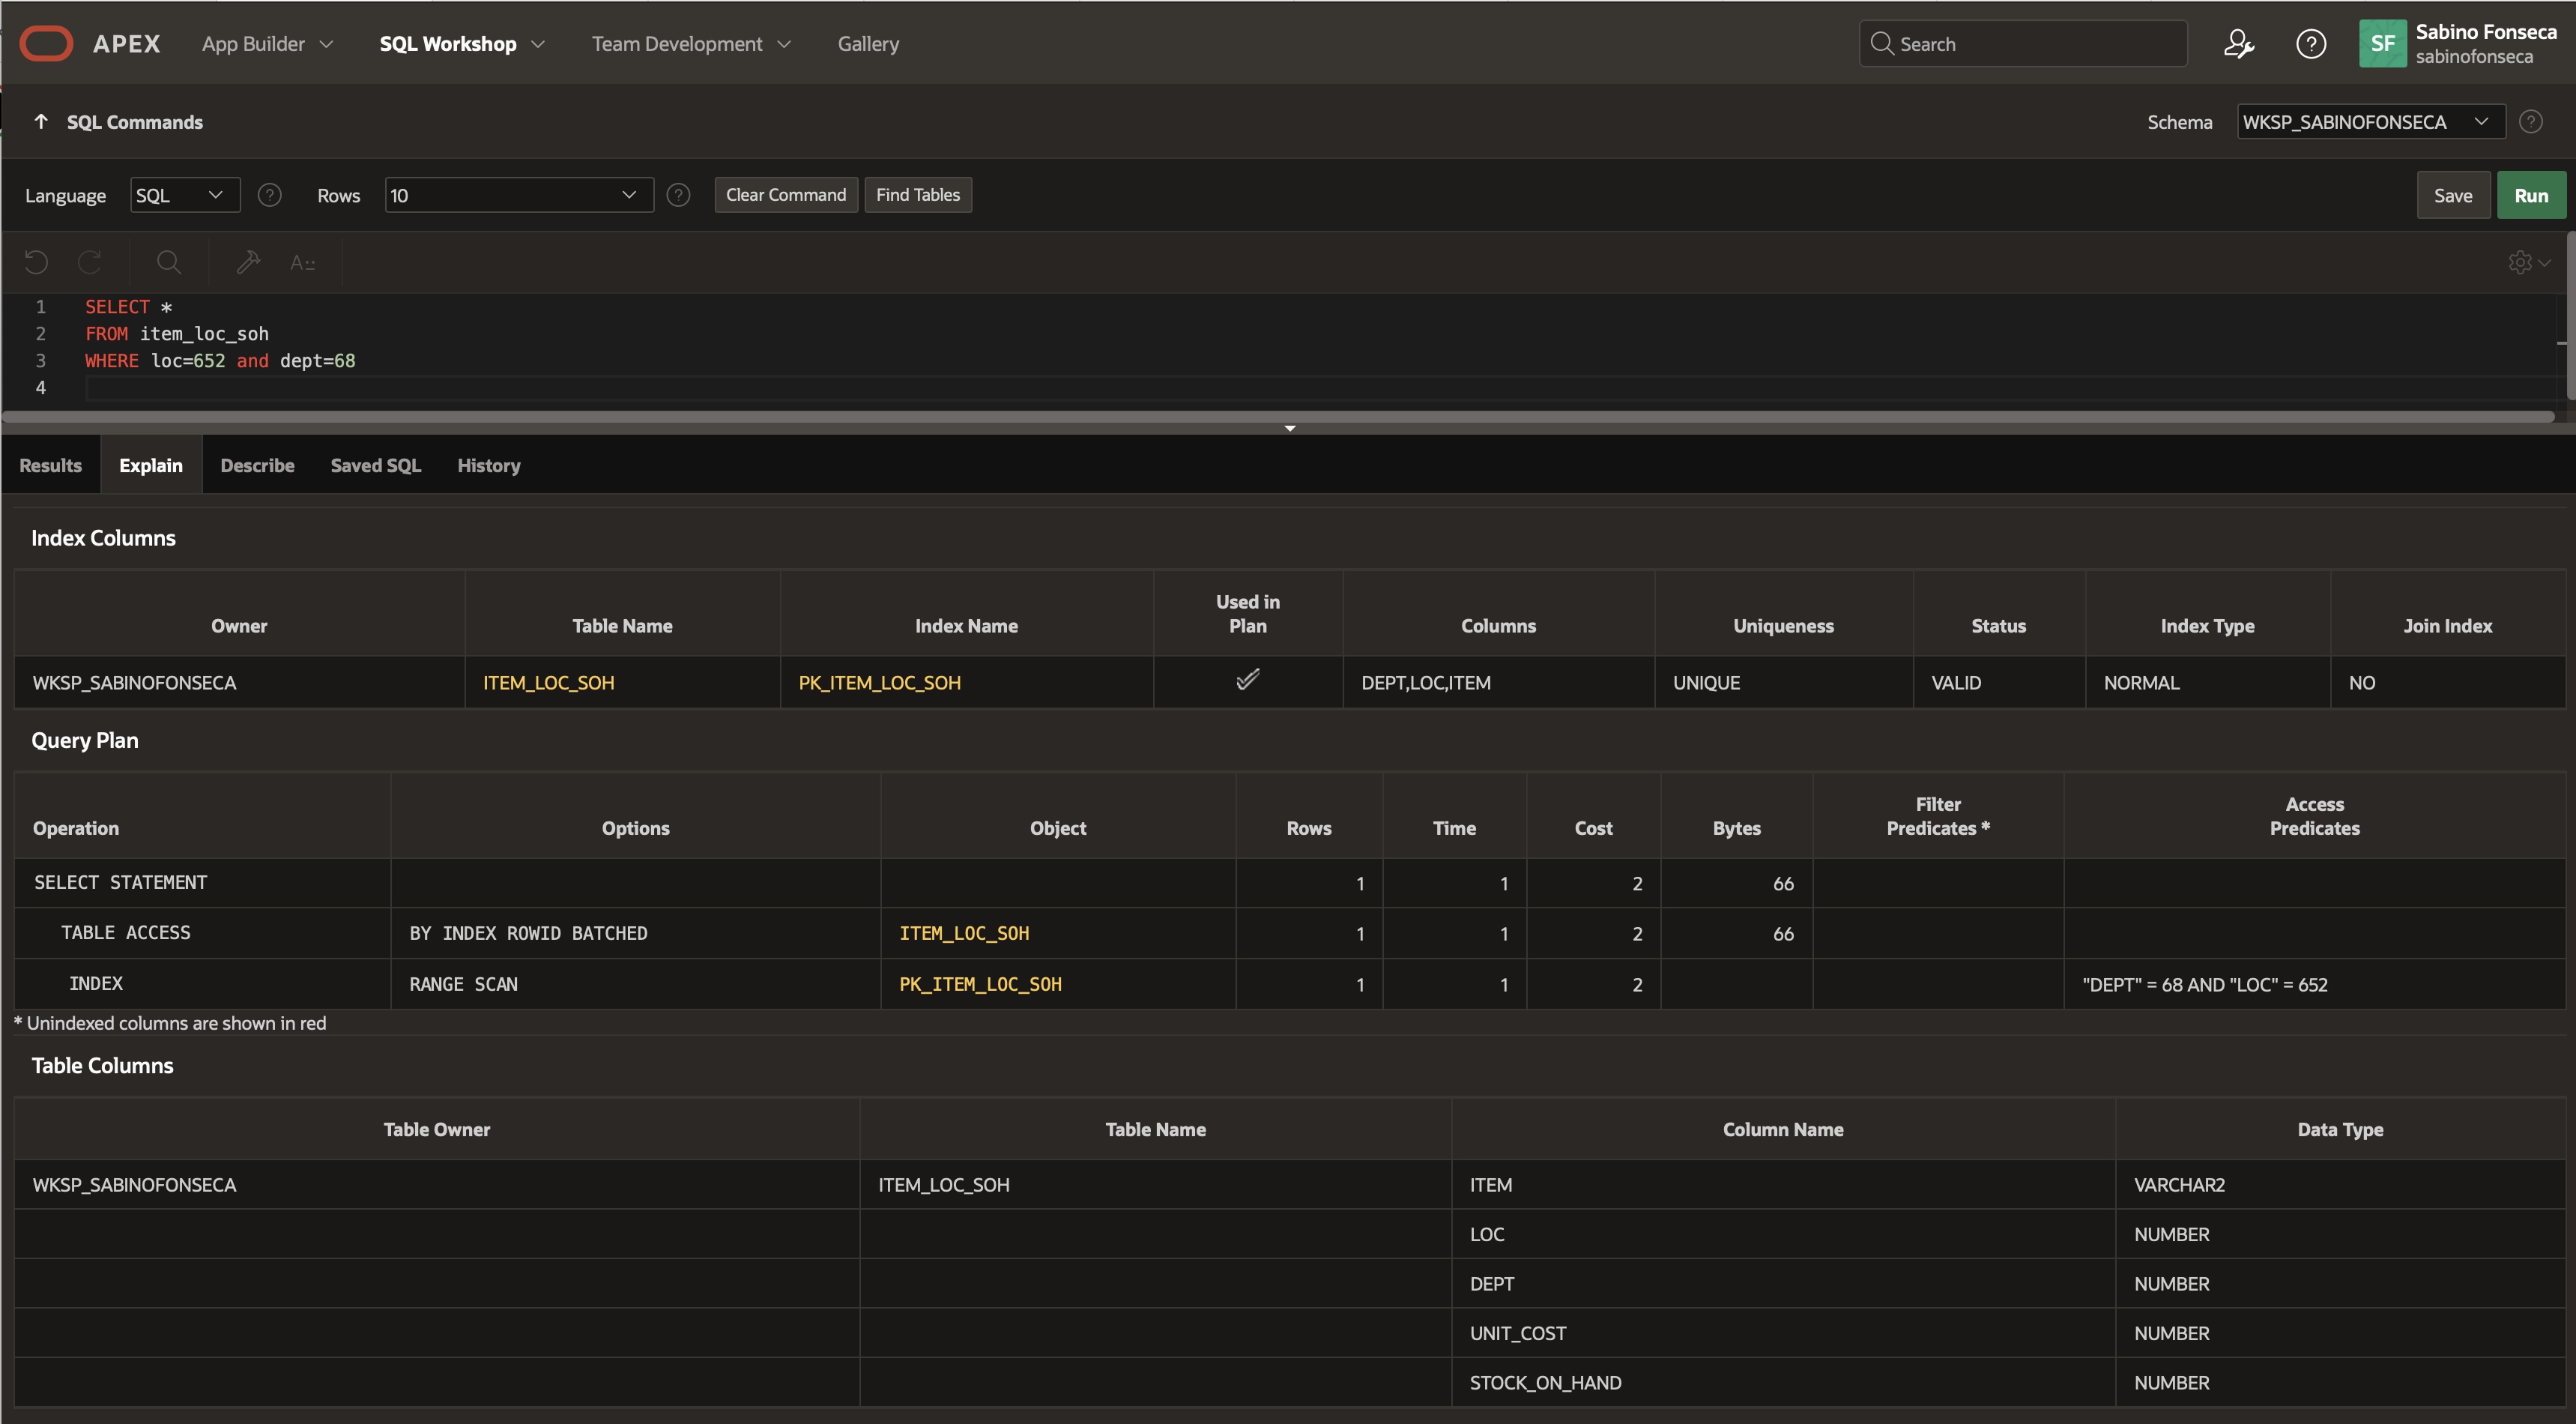 APEX App Builder SQL Workshop Team Development Gallery Search Sabino Fonseca
SF sabinofonseca
SQL Commands Schema WKSP_SABINOFONSECA
Language SQL Rows 10 Clear Command Find Tables Save Run
1 SELECT *
2 FROM item_loc_soh
3 WHERE loc=652 and dept=68
4
Results Explain Describe Saved SQL History
Index Columns
Owner Table Name Index Name Used in Plan Columns Uniqueness Status Index Type Join Index
WKSP_SABINOFONSECA ITEM_LOC_SOH PK_ITEM_LOC_SOH DEPT,LOC,ITEM UNIQUE VALID NORMAL NO
Query Plan
Operation Options Object Rows Time Cost Bytes Filter Predicates * Access Predicates
SELECT STATEMENT 1 1 2 66
TABLE ACCESS BY INDEX ROWID BATCHED ITEM_LOC_SOH 1 1 2 66
INDEX RANGE SCAN PK_ITEM_LOC_SOH 1 1 2 "DEPT" = 68 AND "LOC" = 652
* Unindexed columns are shown in red
Table Columns
Table Owner Table Name Column Name Data Type
WKSP_SABINOFONSECA ITEM_LOC_SOH ITEM VARCHAR2
LOC NUMBER
DEPT NUMBER
UNIT_COST NUMBER
STOCK_ON_HAND NUMBER